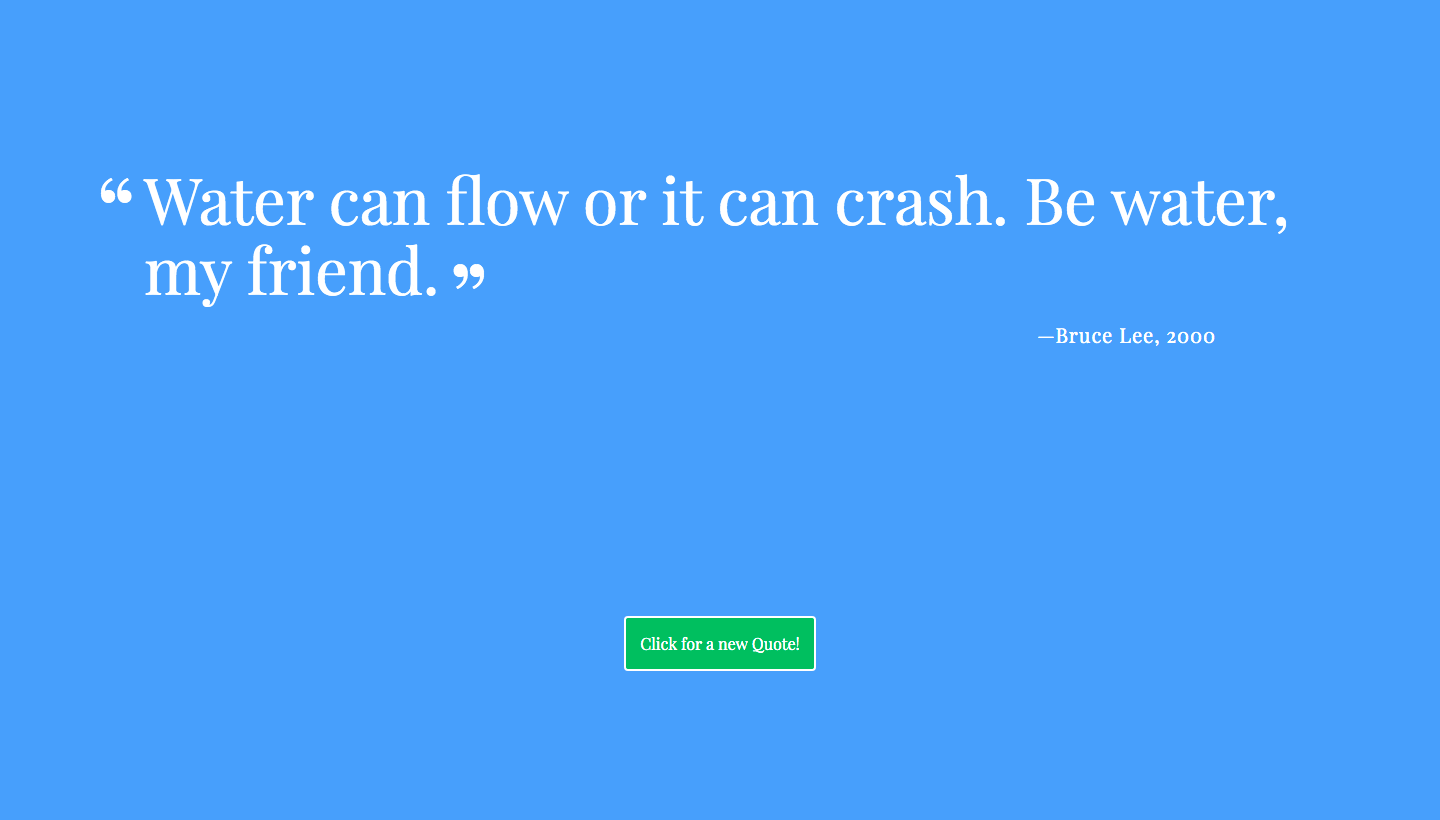 “ Water can flow or it can crash. Be water,
my friend. ”
—Bruce Lee, 2000
Click for a new Quote!